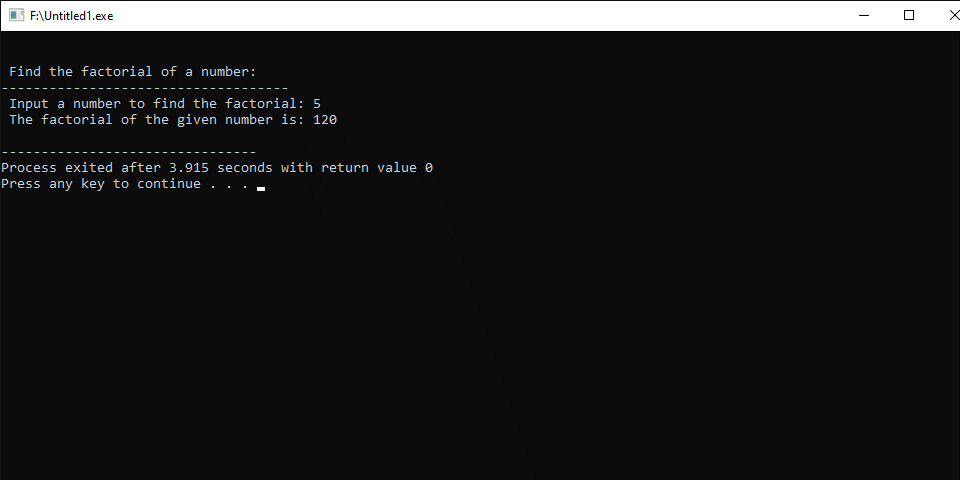 F:\Untitled1.exe
Find the factorial of a number:
------------------------------------
Input a number to find the factorial: 5
The factorial of the given number is: 120
--------------------------------
Process exited after 3.915 seconds with return value 0
Press any key to continue . . .